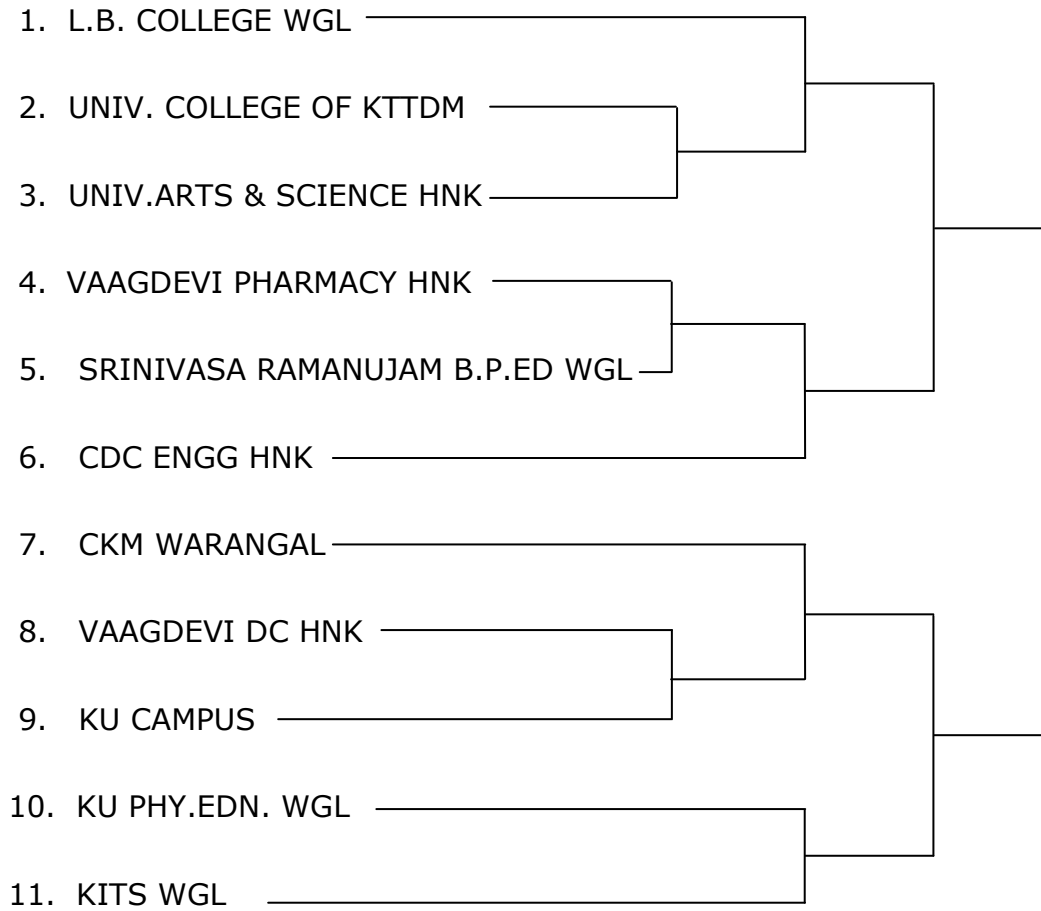 1. L.B. COLLEGE WGL
2. UNIV. COLLEGE OF KTTDM
3. UNIV.ARTS & SCIENCE HNK
4. VAAGDEVI PHARMACY HNK
5. SRINIVASA RAMANUJAM B.P.ED WGL
6. CDC ENGG HNK
7. CKM WARANGAL
8. VAAGDEVI DC HNK
9. KU CAMPUS
10. KU PHY.EDN. WGL
11. KITS WGL